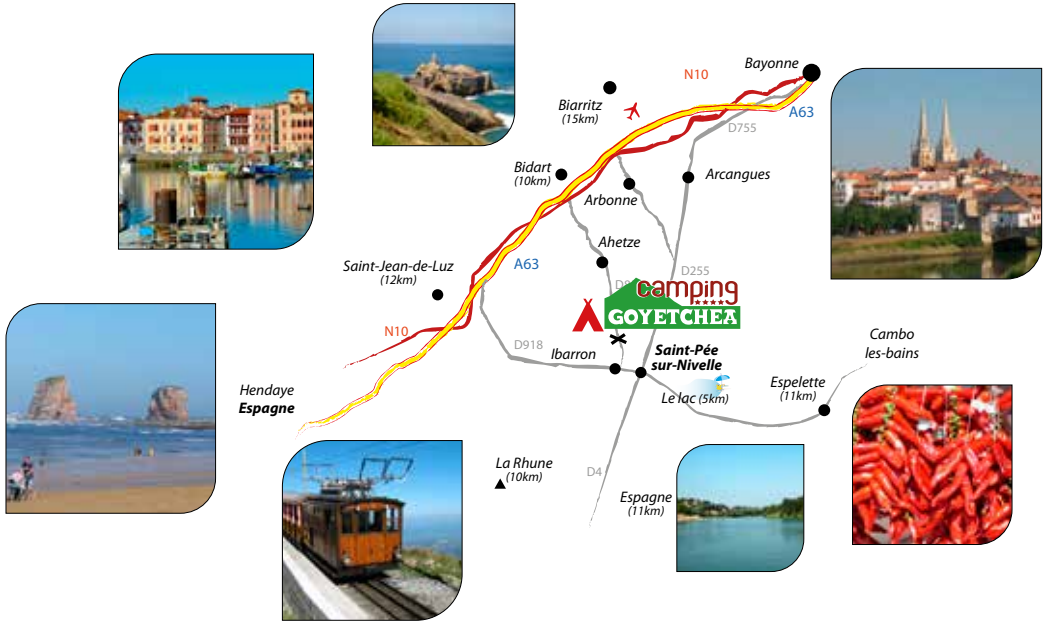 Bayonne
N10
A63
Biarritz
(15km)
D755
Bidart
(10km)
Arcangues
Arbonne
Ahetze
A63
D255
Saint-Jean-de-Luz
(12km)
camping
GOYETCHEA
N10
D918
Ibarron
Saint-Pée
sur-Nivelle
Cambo
les-bains
Hendaye
Espagne
Le lac (5km)
Espelette
(11km)
La Rhune
(10km)
D4
Espagne
(11km)